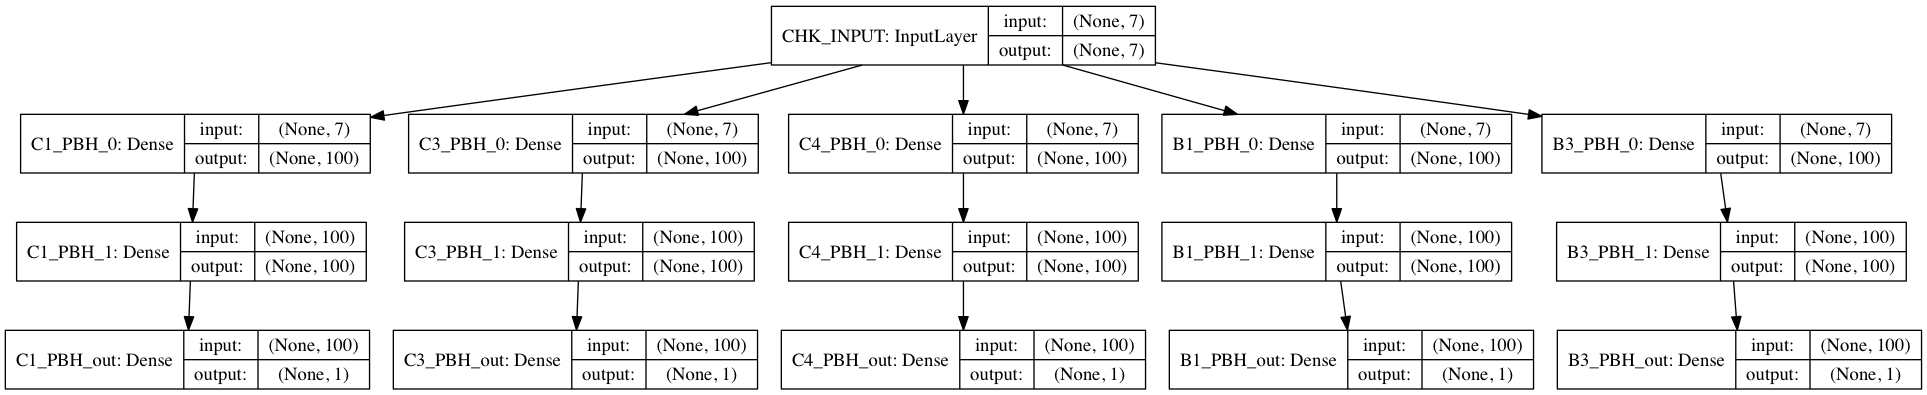 CHK_INPUT: InputLayer
input: (None, 7)
output: (None, 7)
C1_PBH_0: Dense
input: (None, 7)
output: (None, 100)
C3_PBH_0: Dense
input: (None, 7)
output: (None, 100)
C4_PBH_0: Dense
input: (None, 7)
output: (None, 100)
B1_PBH_0: Dense
input: (None, 7)
output: (None, 100)
B3_PBH_0: Dense
input: (None, 7)
output: (None, 100)
C1_PBH_1: Dense
input: (None, 100)
output: (None, 100)
C3_PBH_1: Dense
input: (None, 100)
output: (None, 100)
C4_PBH_1: Dense
input: (None, 100)
output: (None, 100)
B1_PBH_1: Dense
input: (None, 100)
output: (None, 100)
B3_PBH_1: Dense
input: (None, 100)
output: (None, 100)
C1_PBH_out: Dense
input: (None, 100)
output: (None, 1)
C3_PBH_out: Dense
input: (None, 100)
output: (None, 1)
C4_PBH_out: Dense
input: (None, 100)
output: (None, 1)
B1_PBH_out: Dense
input: (None, 100)
output: (None, 1)
B3_PBH_out: Dense
input: (None, 100)
output: (None, 1)